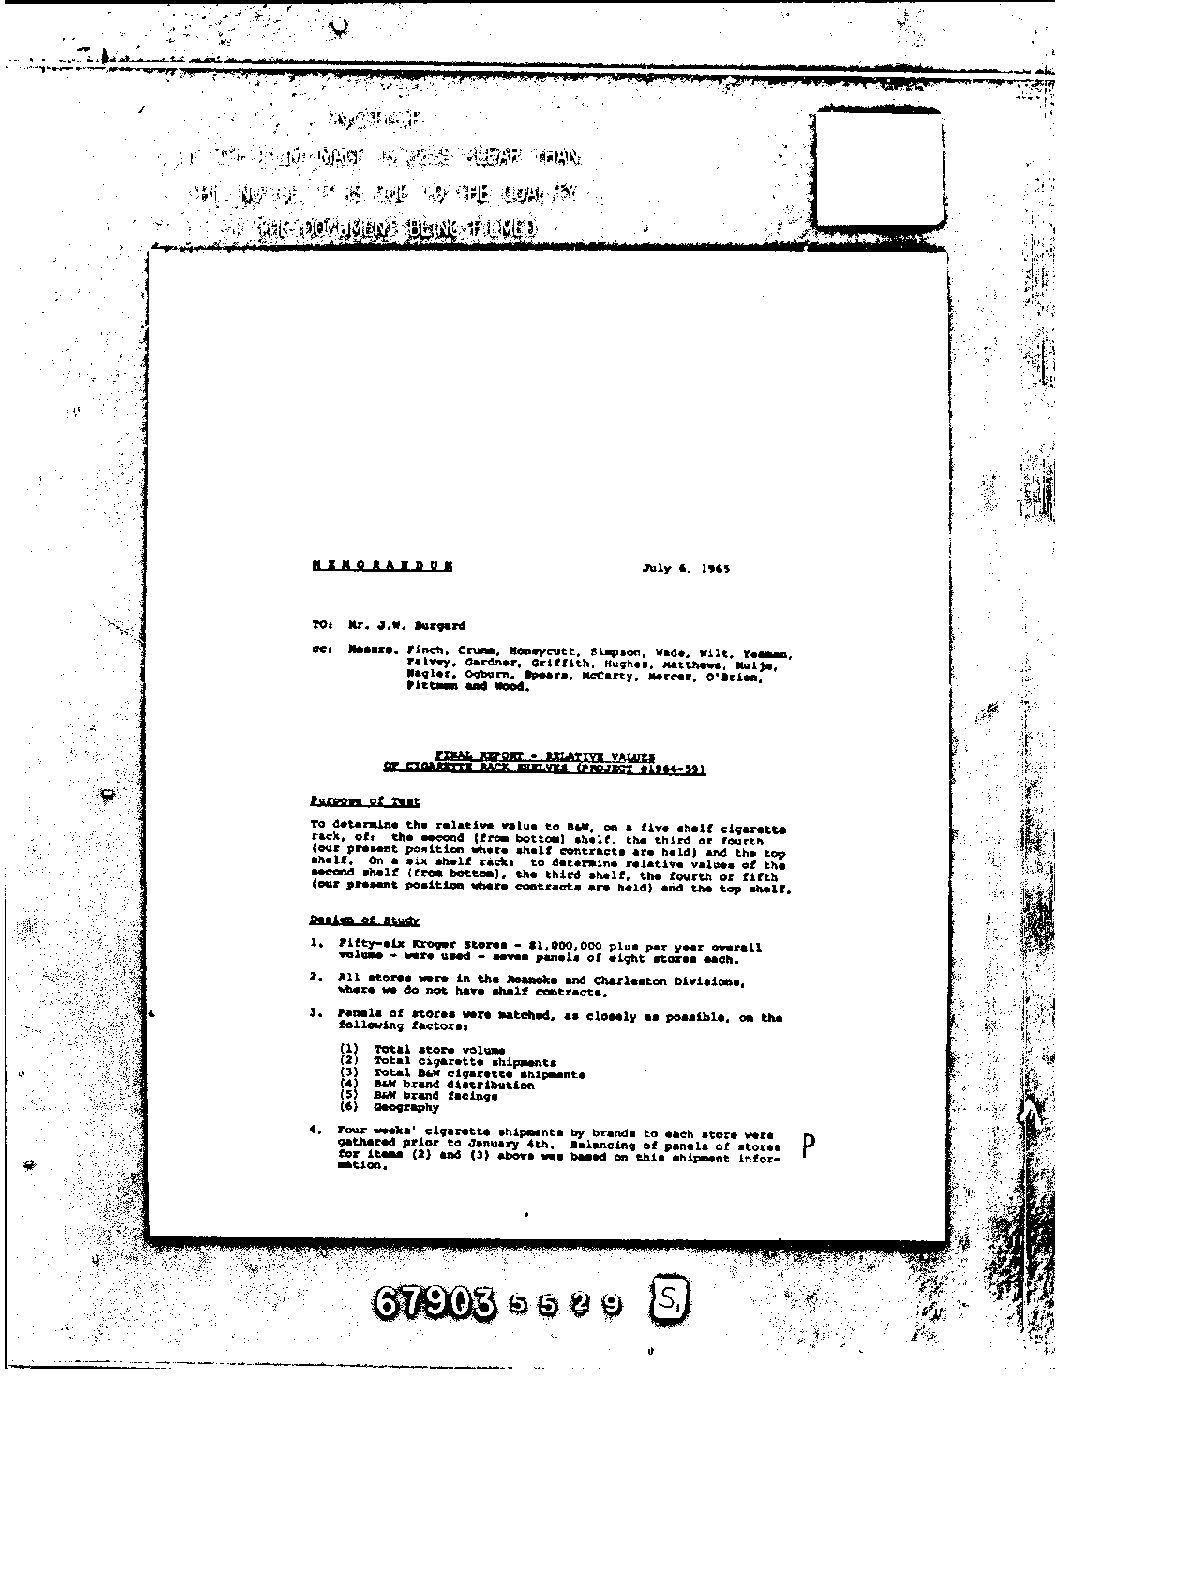 IS LESS CLEAR THAN
IS DUE TO THE QUALITY
THE DOCUMENT BEING FILMED
MEMORANDUM
July 6, 1965
TO: Mr. J.W. Burgard
cc: Messrs. Finch, Crume, Honeycutt, Simpson, Wade, Wilt, Yeaman,
Falvey, Gardner, Griffith, Hughes, Matthews, Muije,
Nagler, Ogburn, Spears, McCarty, Mercer, O'Brien,
Pittman and Wood.
FINAL REPORT - RELATIVE VALUES
OF CIGARETTE RACK SHELVES (PROJECT #1964-59)
Purpose of Test
To determine the relative value to B&W, on a five shelf cigarette
rack, of: the second (from bottom) shelf, the third or fourth
(our present position where shelf contracts are held) and the top
shelf. On a six shelf rack: to determine relative values of the
second shelf (from bottom), the third shelf, the fourth or fifth
(our present position where contracts are held) and the top shelf.
Design of Study
1. Fifty-six Kroger Stores - $1,000,000 plus per year overall
volume - were used - seven panels of eight stores each.
2. All stores were in the Roanoke and Charleston Divisions,
where we do not have shelf contracts.
3. Panels of stores were matched, as closely as possible, on the
following factors:
(1) Total store volume
(2) Total cigarette shipments
(3) Total B&W cigarette shipments
(4) B&W brand distribution
(5) B&W brand facings
(6) Geography
4. Four weeks' cigarette shipments by brands to each store were
gathered prior to January 4th. Balancing of panels of stores
for items (2) and (3) above was based on this shipment infor-
mation.
P
67903 5529 S1